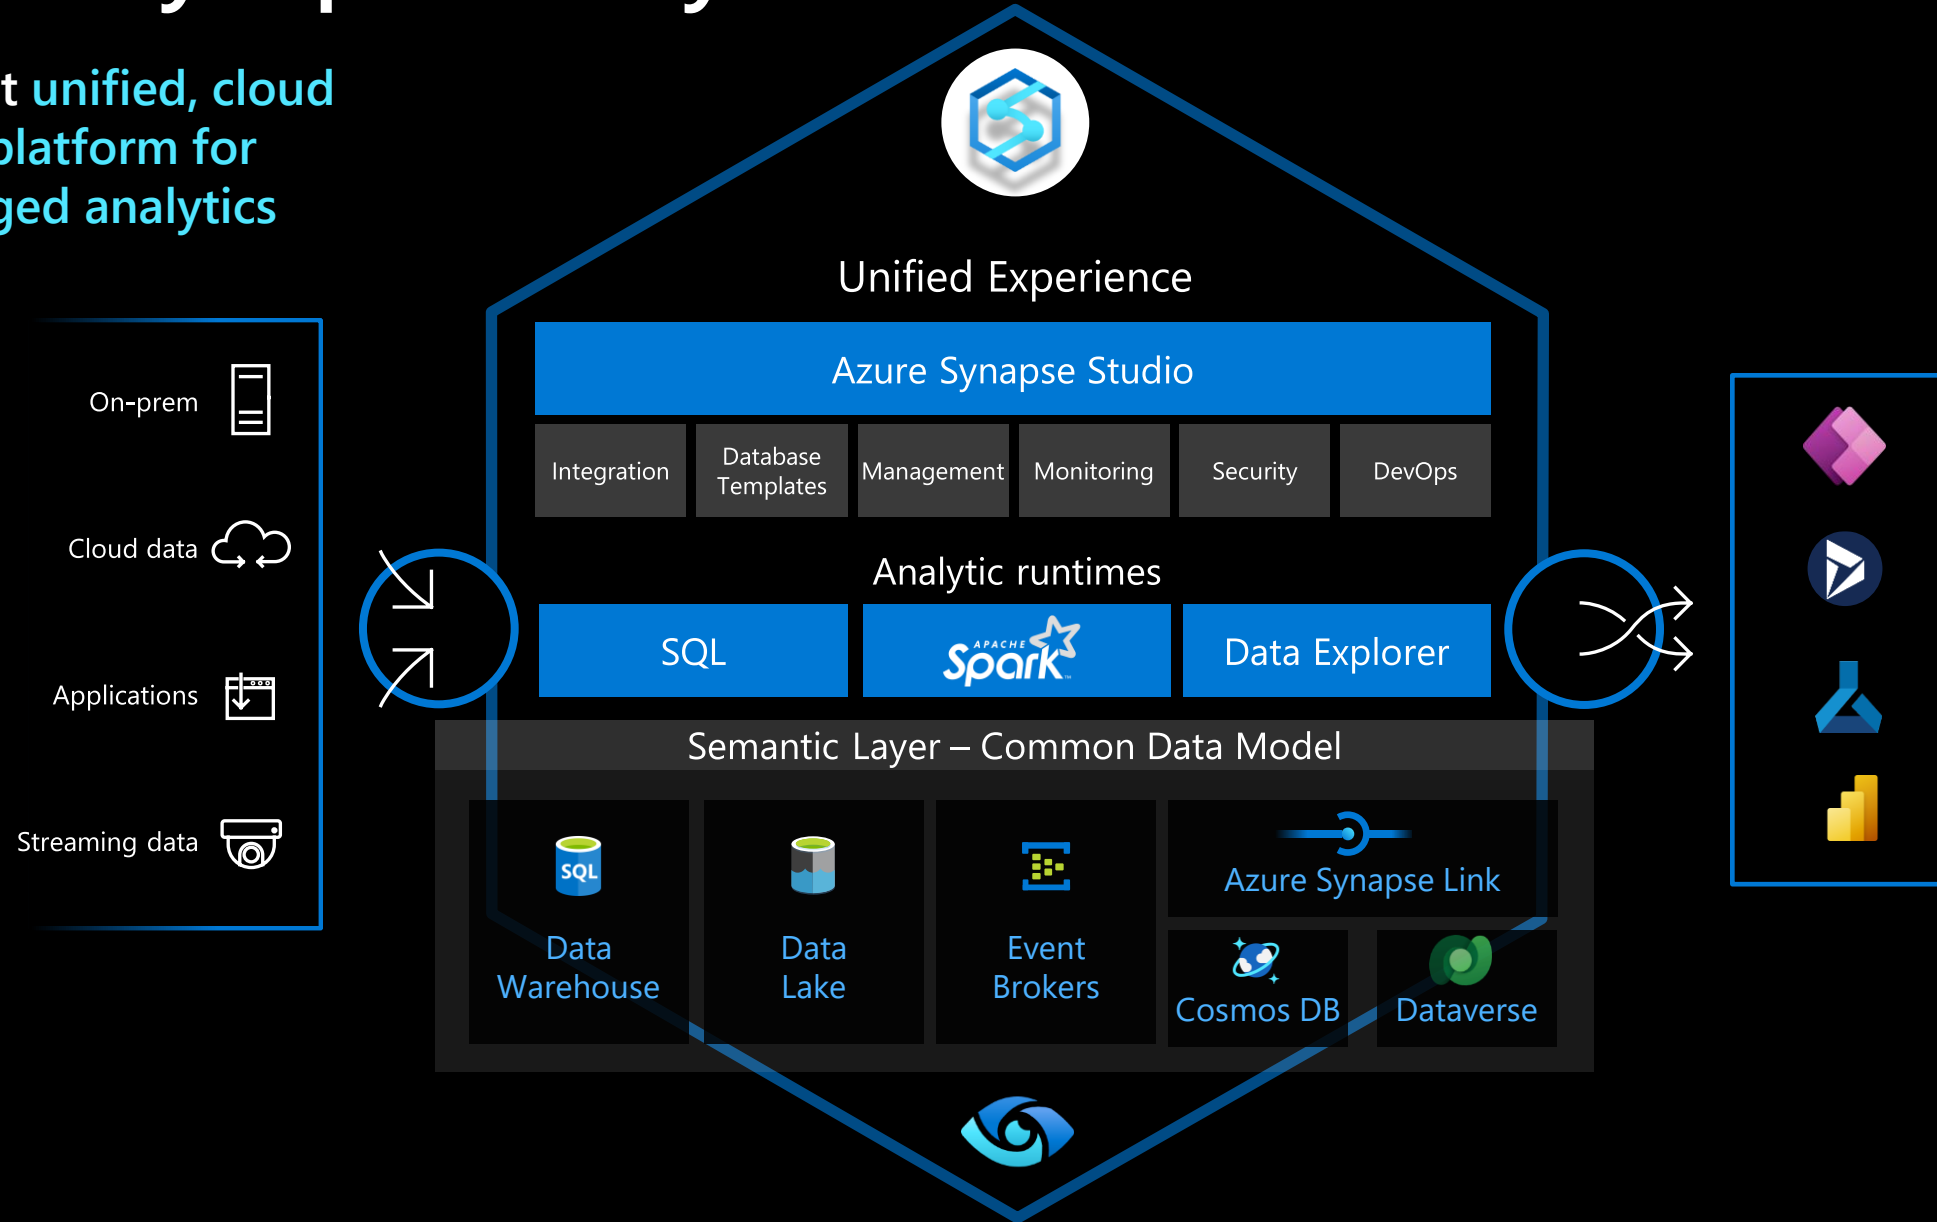 t unified, cloud
platform for
ged analytics
Unified Experience
Azure Synapse Studio
Integration
Database
Templates
Management
Monitoring
Security
DevOps
On-prem
Cloud data
Applications
Streaming data
Analytic runtimes
SQL
APACHE
Spark™
Data Explorer
Semantic Layer – Common Data Model
SQL
Data
Warehouse
Data
Lake
Event
Brokers
Azure Synapse Link
Cosmos DB
Dataverse